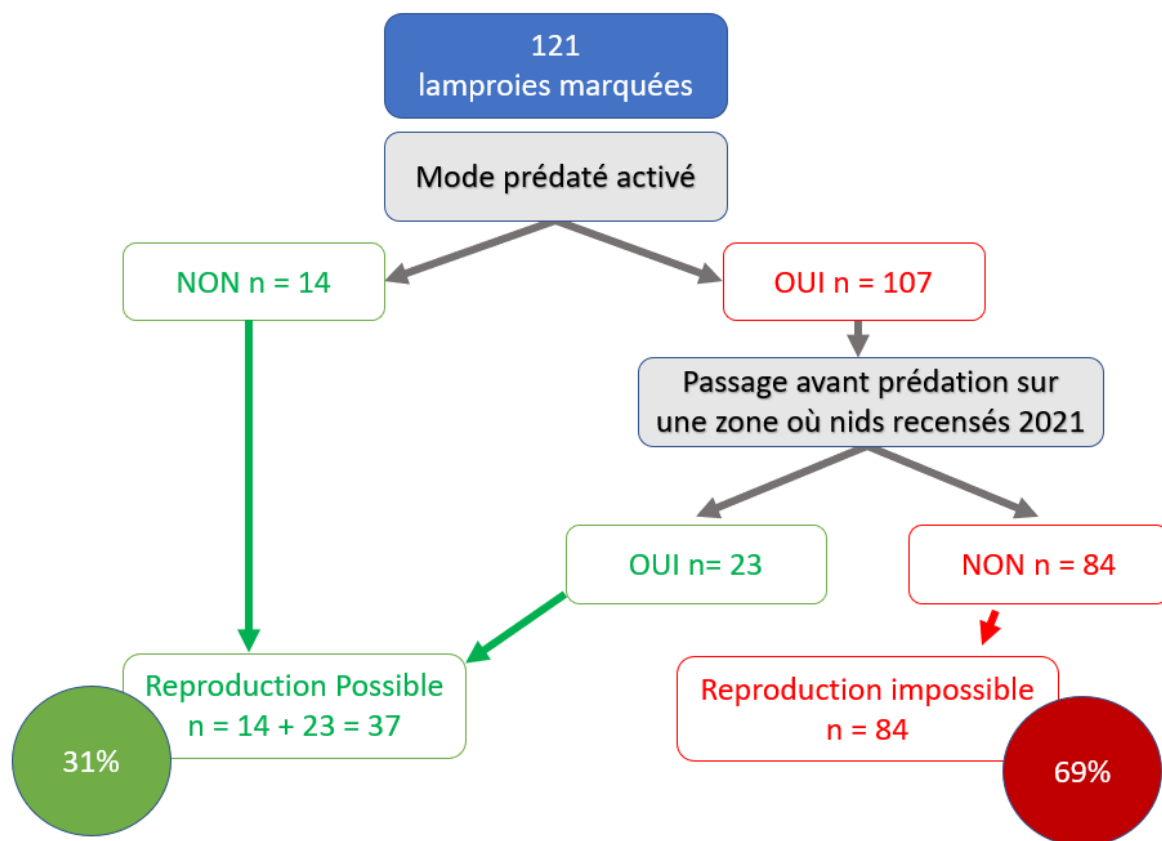 121
lamproies marquées
Mode prédaté activé
NON n = 14
OUI n = 107
Passage avant prédation sur
une zone où nids recensés 2021
OUI n= 23
NON n = 84
Reproduction Possible
n = 14 + 23 = 37
Reproduction impossible
n = 84
31%
69%